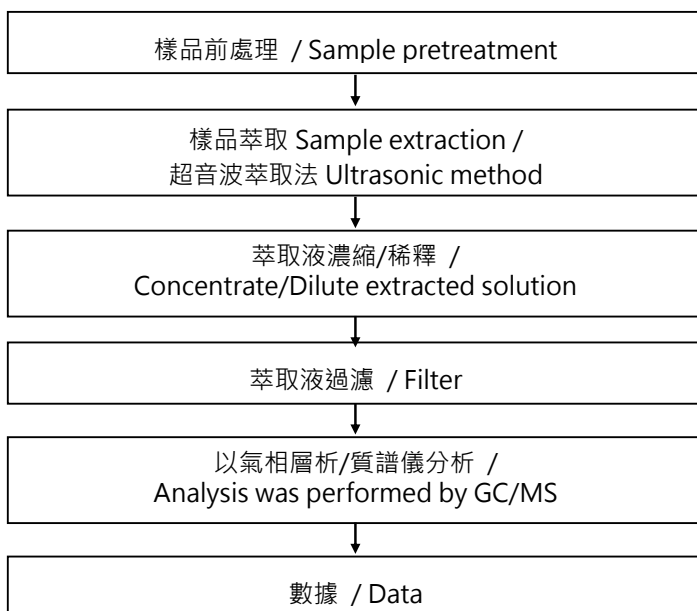 樣品前處理 / Sample pretreatment
樣品萃取 Sample extraction /
超音波萃取法 Ultrasonic method
萃取液濃縮/稀釋 /
Concentrate/Dilute extracted solution
萃取液過濾 / Filter
以氣相層析/質譜儀分析 /
Analysis was performed by GC/MS
數據 / Data